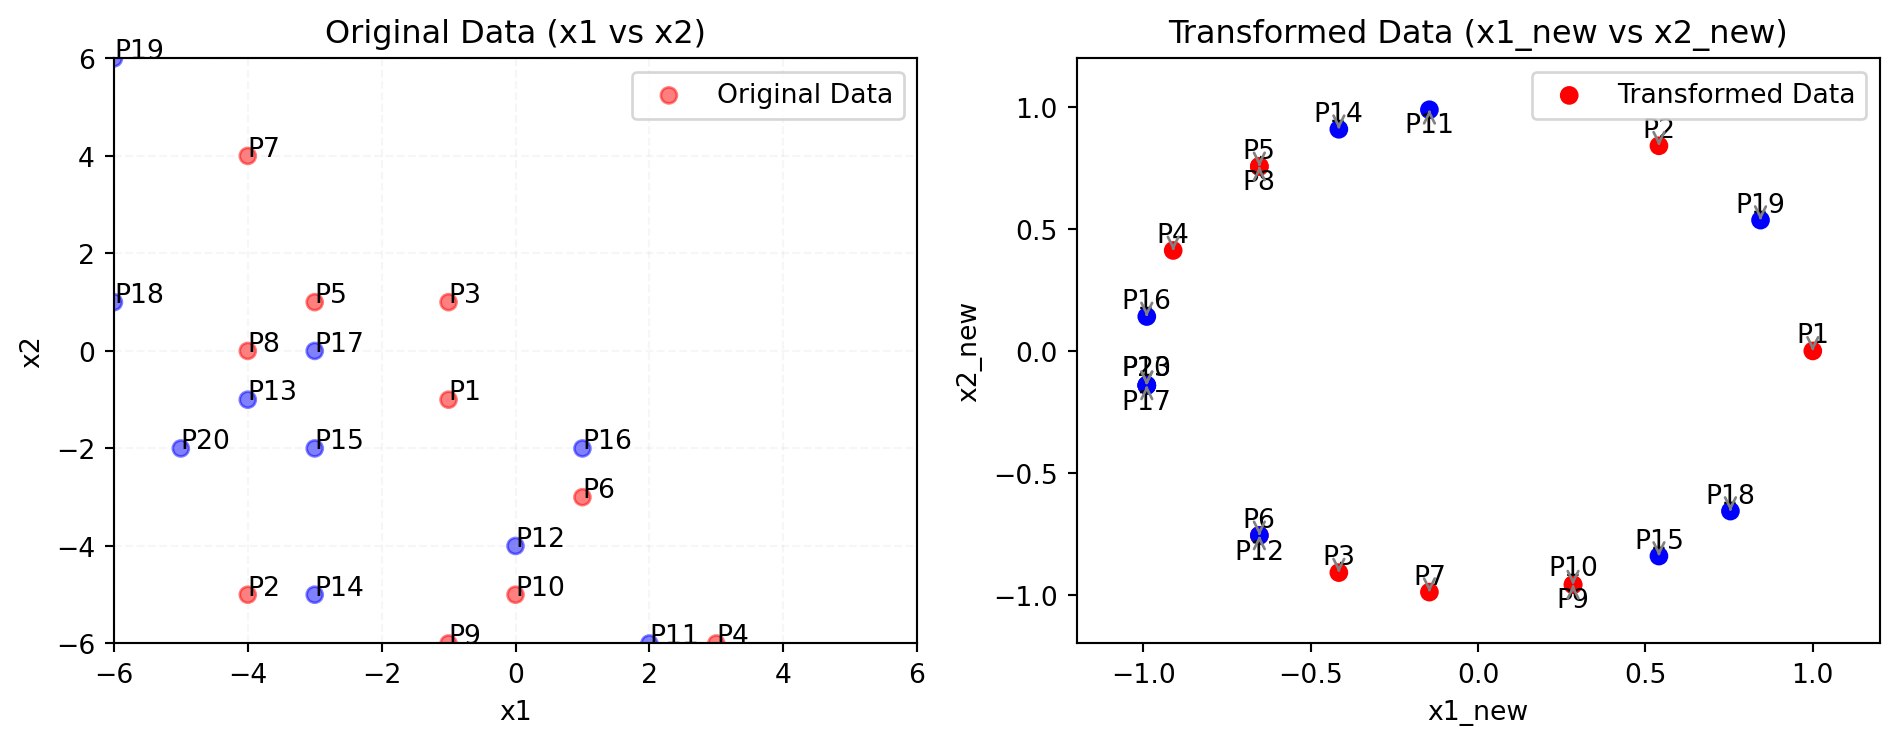 Original Data (x1 vs x2)
P19
6
Original Data
P7
4
2
P18
P5
P3
x2
0
P8
P17
P13
P1
−2
P20
P15
P16
P6
−4
P12
P2
P14
P10
−6
P9
P11
P4
−6
−4
−2
0
2
4
6
x1
Transformed Data (x1_new vs x2_new)
Transformed Data
1.0
P14
P11
P2
P5
P8
0.5
P19
P4
P16
x2_new
0.0
P1
P13
P20
P17
−0.5
P18
P6
P12
P15
P3
P10
P7
P9
−1.0
−1.0
−0.5
0.0
0.5
1.0
x1_new